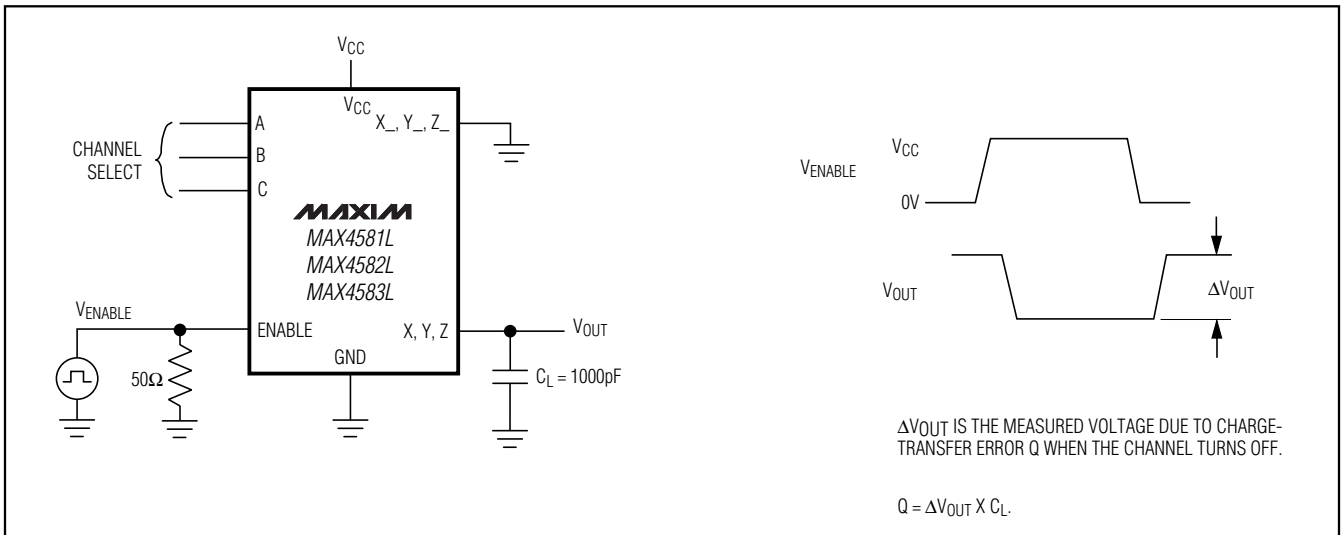 VCC
VCC
A
X_, Y_, Z_
CHANNEL
SELECT
B
C
MAXIM
MAX4581L
MAX4582L
MAX4583L
VENABLE
ENABLE
X, Y, Z
VOUT
GND
50Ω
CL = 1000pF
VENABLE
VCC
0V
VOUT
ΔVOUT
ΔVOUT IS THE MEASURED VOLTAGE DUE TO CHARGE-
TRANSFER ERROR Q WHEN THE CHANNEL TURNS OFF.
Q = ΔVOUT X CL.